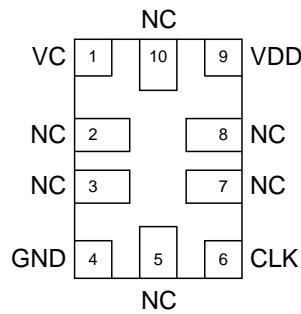 NC
VC 1 10 9 VDD
NC 2 8 NC
NC 3 7 NC
GND 4 5 6 CLK
NC